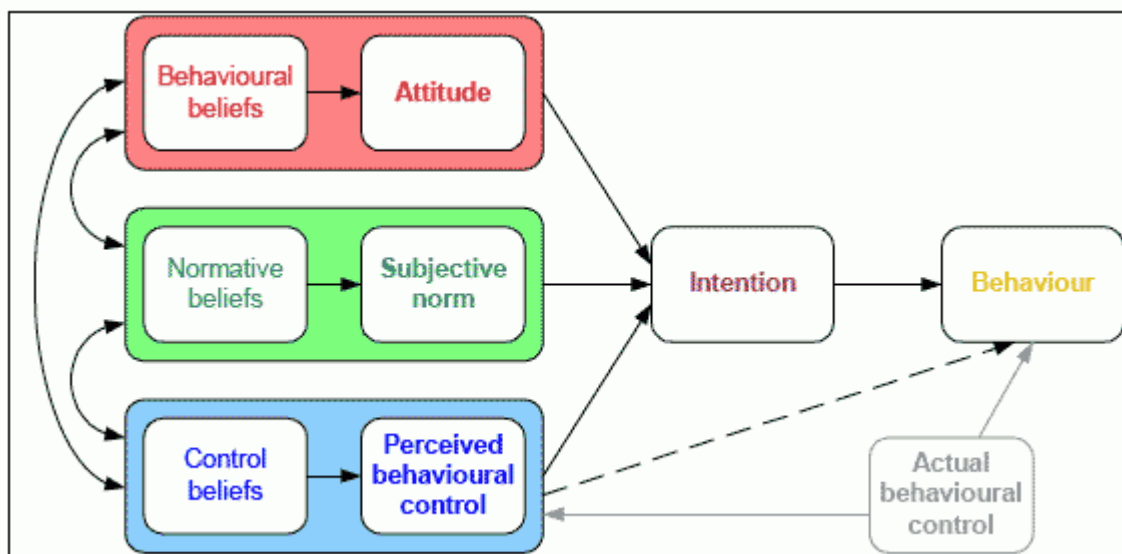 Behavioural
beliefs
Attitude
Normative
beliefs
Subjective
norm
Intention
Behaviour
Control
beliefs
Perceived
behavioural
control
Actual
behavioural
control